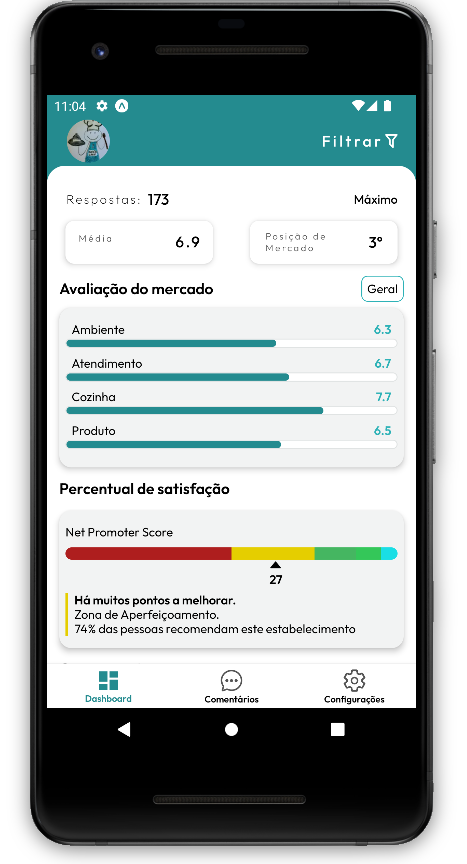 11:04
Filtrar
Respostas: 173
Máximo
Média
6.9
Posição de
Mercado
3º
Avaliação do mercado
Geral
Ambiente
6.3
Atendimento
6.7
Cozinha
7.7
Produto
6.5
Percentual de satisfação
Net Promoter Score
27
Há muitos pontos a melhorar.
Zona de Aperfeiçoamento.
74% das pessoas recomendam este estabelecimento
Dashboard
Comentários
Configurações